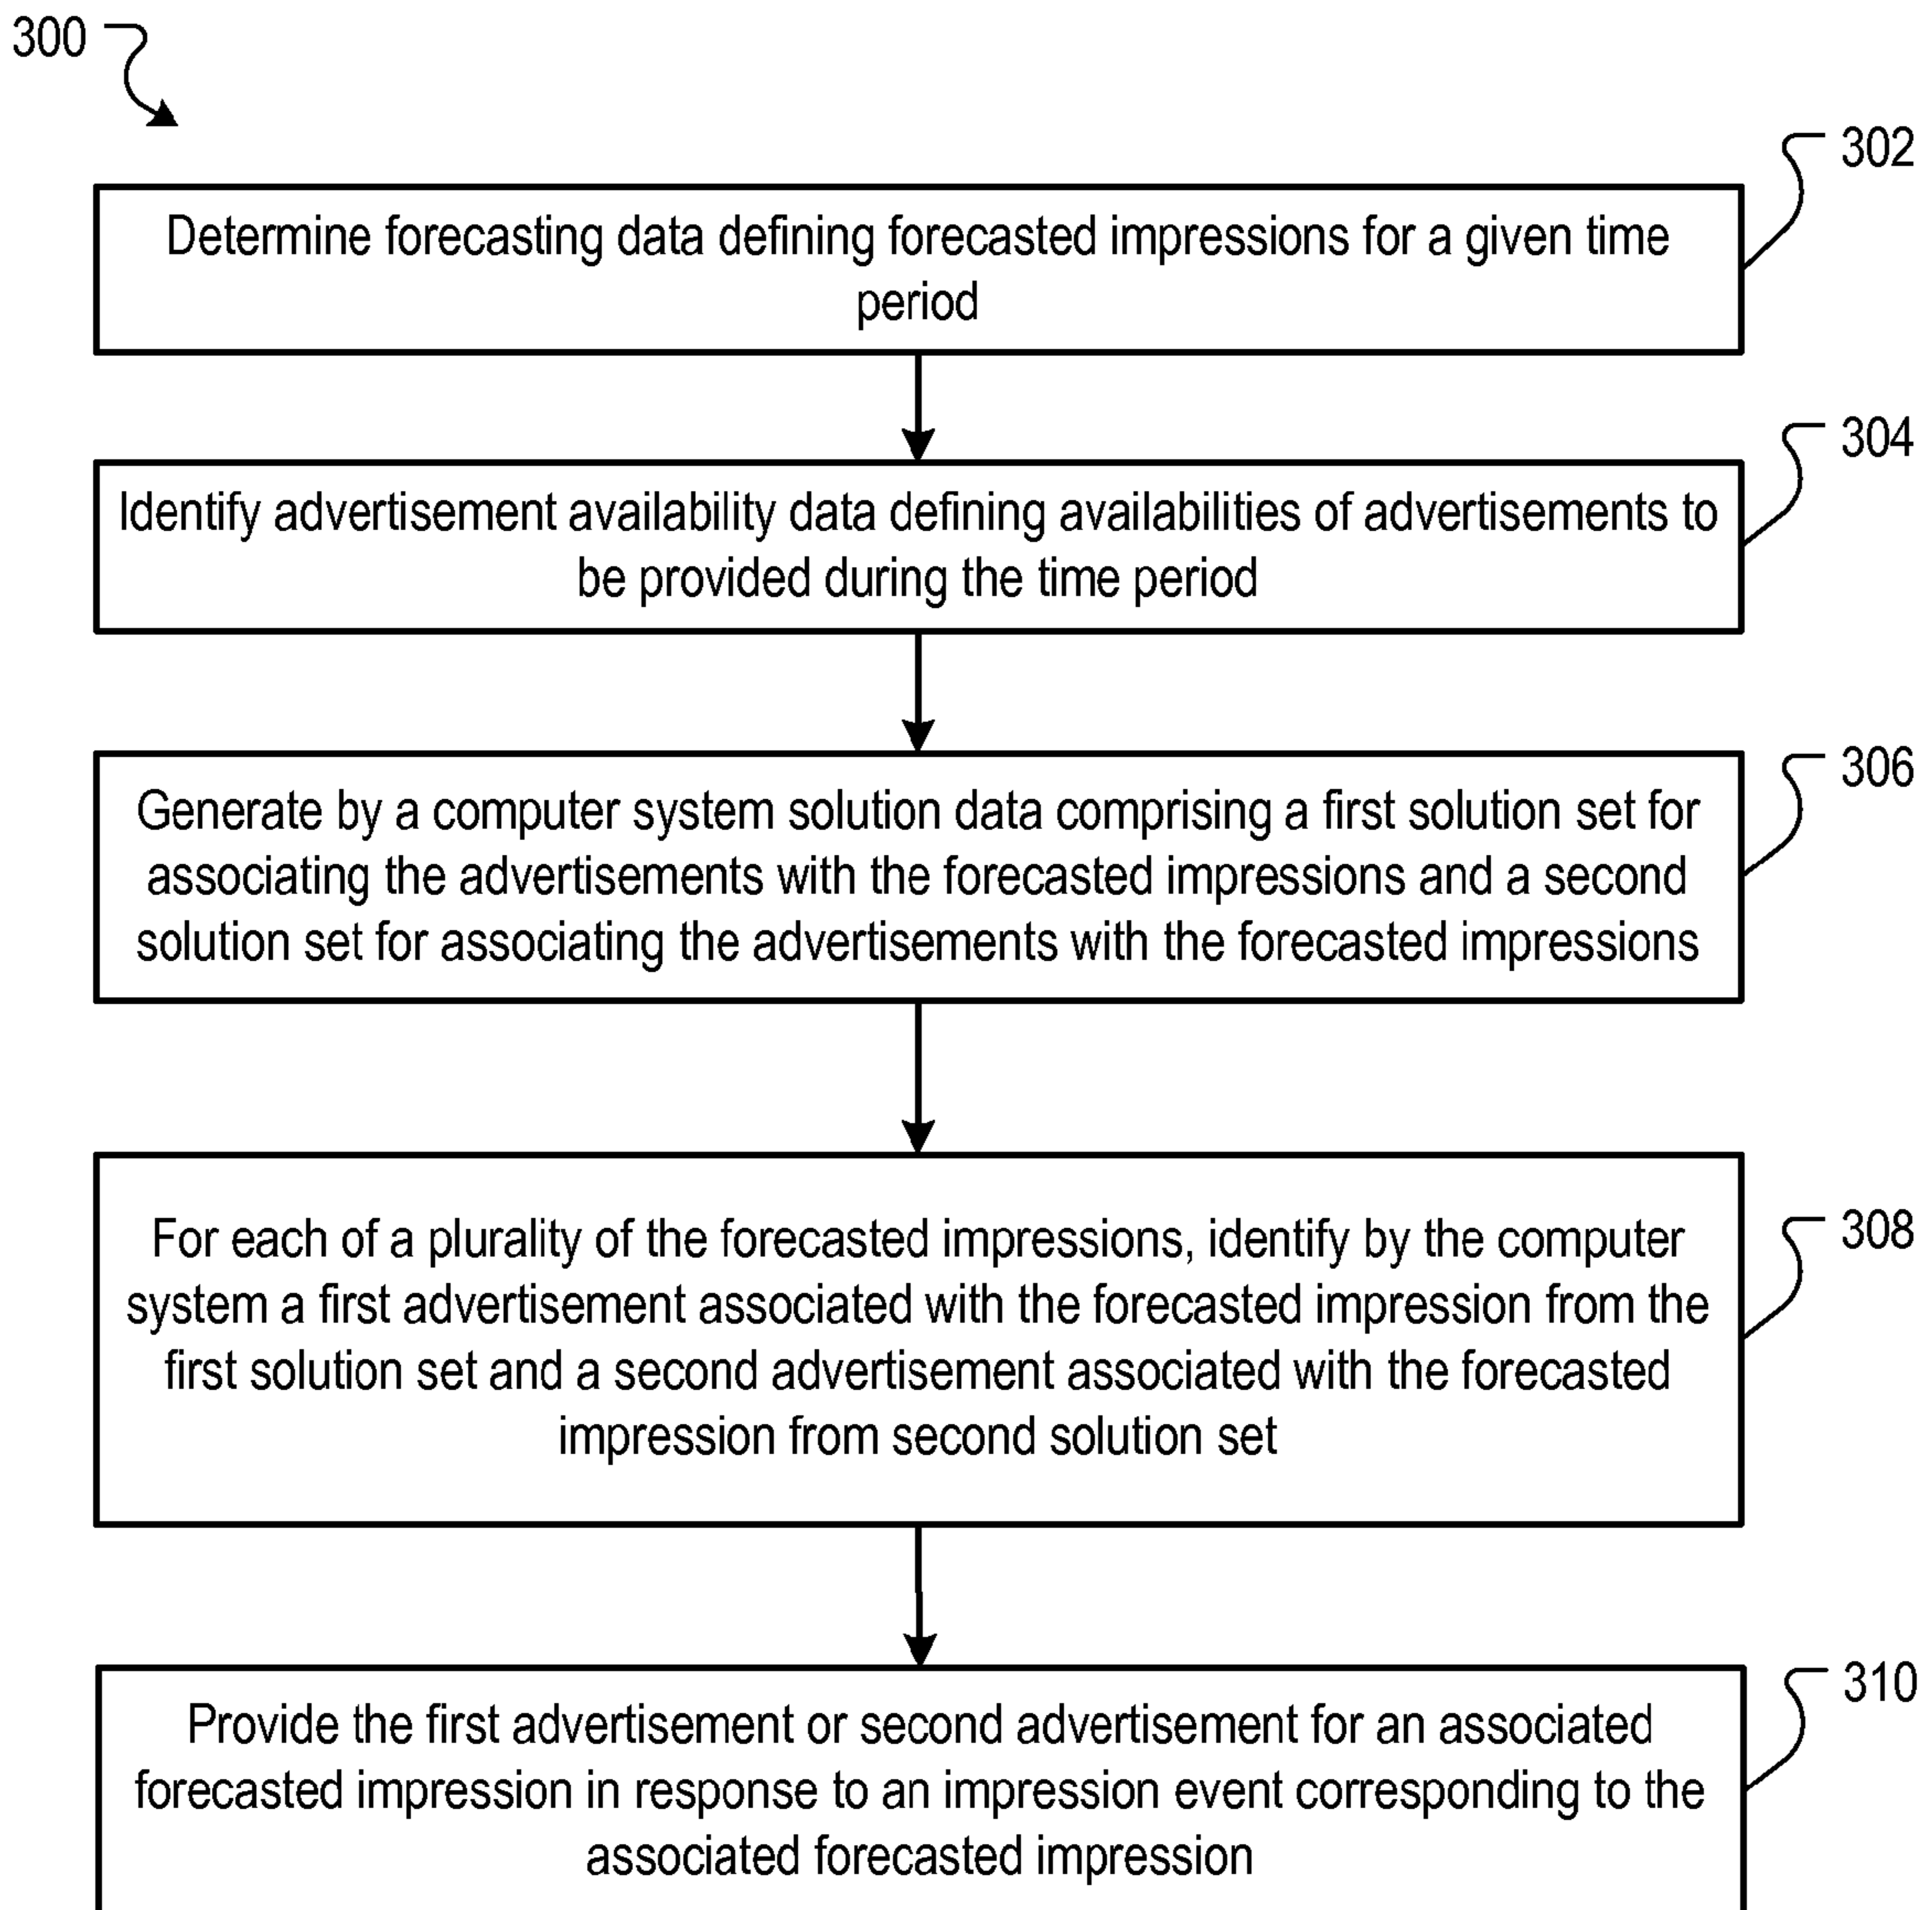 300
302
Determine forecasting data defining forecasted impressions for a given time
period
304
Identify advertisement availability data defining availabilities of advertisements to
be provided during the time period
306
Generate by a computer system solution data comprising a first solution set for
associating the advertisements with the forecasted impressions and a second
solution set for associating the advertisements with the forecasted impressions
308
For each of a plurality of the forecasted impressions, identify by the computer
system a first advertisement associated with the forecasted impression from the
first solution set and a second advertisement associated with the forecasted
impression from second solution set
310
Provide the first advertisement or second advertisement for an associated
forecasted impression in response to an impression event corresponding to the
associated forecasted impression